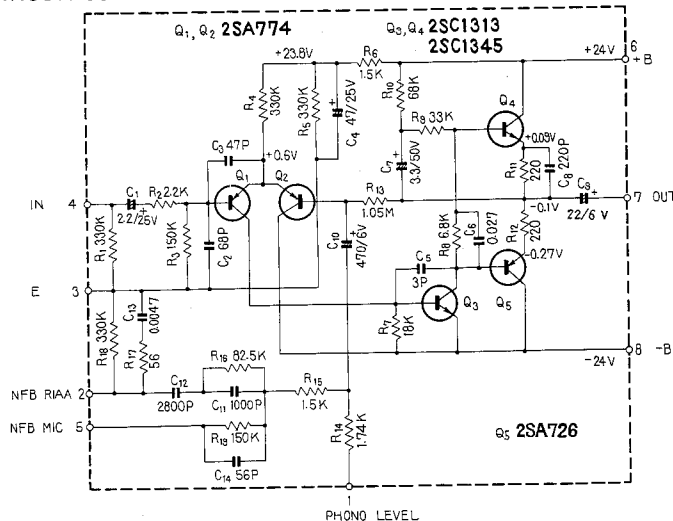 Q1, Q2 2SA774
Q3, Q4 2SC1313
2SC1345
+23.8V
R6
1.5K
+24V
6
+B
R4
330K
R5 330K
C4 47/25V
+
R10
68K
R9 33K
Q4
C3 47P
+0.6V
+
C7
3.3/50V
+0.09V
R11
220
C8 220P
Q1
Q2
IN 4
C1
2.2/25V
+
R2 2.2K
R13
1.05M
C9
+
22/6 V
7 OUT
-0.1V
R1 330K
R3 150K
C2 68P
C10
470/6V
+
R8 6.8K
C6
0.027
R12
220
-0.27V
E 3
C5
3P
Q3
Q5
C13
0.0047
R7
18K
R18 330K
R17
56
-24V
8 -B
R16 82.5K
NFB RIAA 2
C12
2800P
C11 1000P
R15
1.5K
NFB MIC 5
R19 150K
R14
1.74K
Q5 2SA726
C14 56P
1
PHONO LEVEL